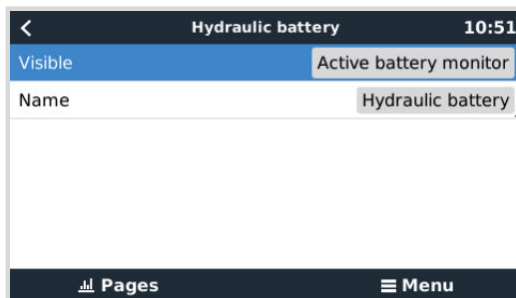 Hydraulic battery 10:51
Visible Active battery monitor
Name Hydraulic battery
Pages Menu